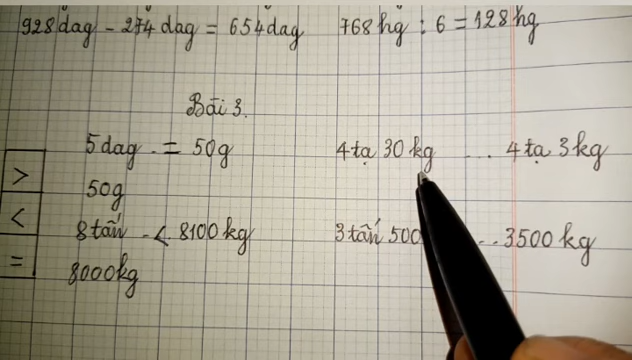 928 dag - 274 dag = 654 dag 768 hg : 6 = 128 hg
Bài 3.
5 dag = 50g 4 tạ 30 kg ... 4 tạ 3 kg
>
50g
<
8 tấn < 8100 kg 3 tấn 500 ... 3500 kg
=
8000kg